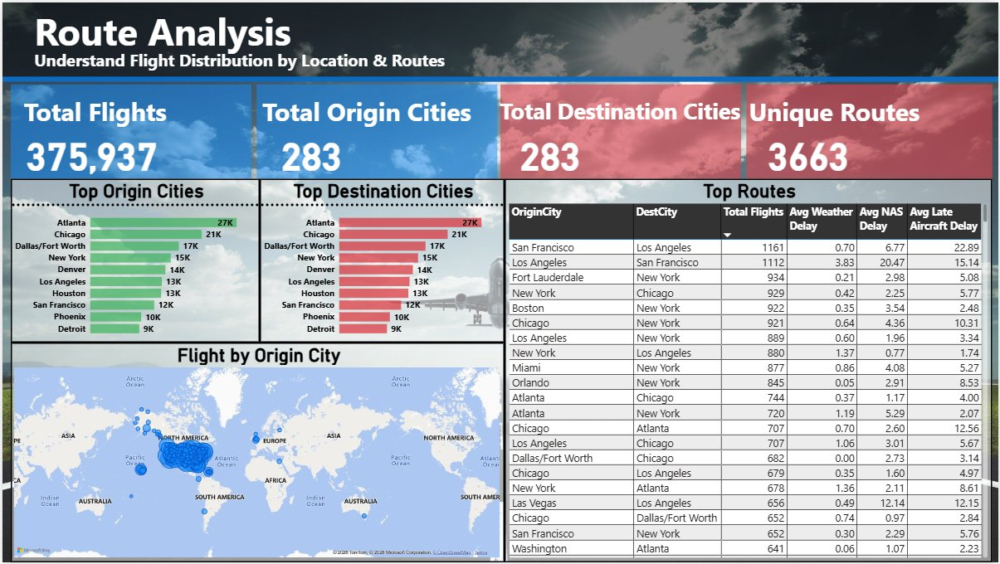 Route Analysis
Understand Flight Distribution by Location & Routes
Total Flights
375,937
Total Origin Cities
283
Total Destination Cities
283
Unique Routes
3663
Top Origin Cities
Atlanta 27K
Chicago 21K
Dallas/Fort Worth 17K
New York 15K
Denver 14K
Los Angeles 13K
Houston 13K
San Francisco 12K
Phoenix 10K
Detroit 9K
Top Destination Cities
Atlanta 27K
Chicago 21K
Dallas/Fort Worth 17K
New York 15K
Denver 14K
Los Angeles 13K
Houston 13K
San Francisco 12K
Phoenix 10K
Detroit 9K
Flight by Origin City
Arctic
Ocean
Arctic
Ocean
ASIA
NORTH AMERICA
EUROPE
ASIA
NORTH AMERICA
PE
Pacific
Ocean
Atlantic
Ocean
Pacific
Ocean
CA
AFRICA
Indian
Ocean
AUSTRALIA
SOUTH AMERICA
Indian
Ocean
AUSTRALIA
SOUTH AMER
Microsoft Bing
© 2026 TomTom, © 2026 Microsoft Corporation, © OpenStreetMap Terms
Top Routes
OriginCity DestCity Total Flights Avg Weather Delay Avg NAS Delay Avg Late Aircraft Delay
San Francisco Los Angeles 1161 0.70 6.77 22.89
Los Angeles San Francisco 1112 3.83 20.47 15.14
Fort Lauderdale New York 934 0.21 2.98 5.08
New York Chicago 929 0.42 2.25 5.77
Boston New York 922 0.35 3.54 2.48
Chicago New York 921 0.64 4.36 10.31
Los Angeles New York 889 0.60 1.96 3.34
New York Los Angeles 880 1.37 0.77 1.74
Miami New York 877 0.86 4.08 5.27
Orlando New York 845 0.05 2.91 8.53
Atlanta Chicago 744 0.37 1.17 4.00
Atlanta New York 720 1.19 5.29 2.07
Chicago Atlanta 707 0.70 2.60 12.56
Los Angeles Chicago 707 1.06 3.01 5.67
Dallas/Fort Worth Chicago 682 0.00 2.73 3.14
Chicago Los Angeles 679 0.35 1.60 4.97
New York Atlanta 678 1.36 2.11 8.61
Las Vegas Los Angeles 656 0.49 12.14 12.15
Chicago Dallas/Fort Worth 652 0.74 0.97 2.84
San Francisco New York 652 0.30 2.29 5.76
Washington Atlanta 641 0.06 1.07 2.23